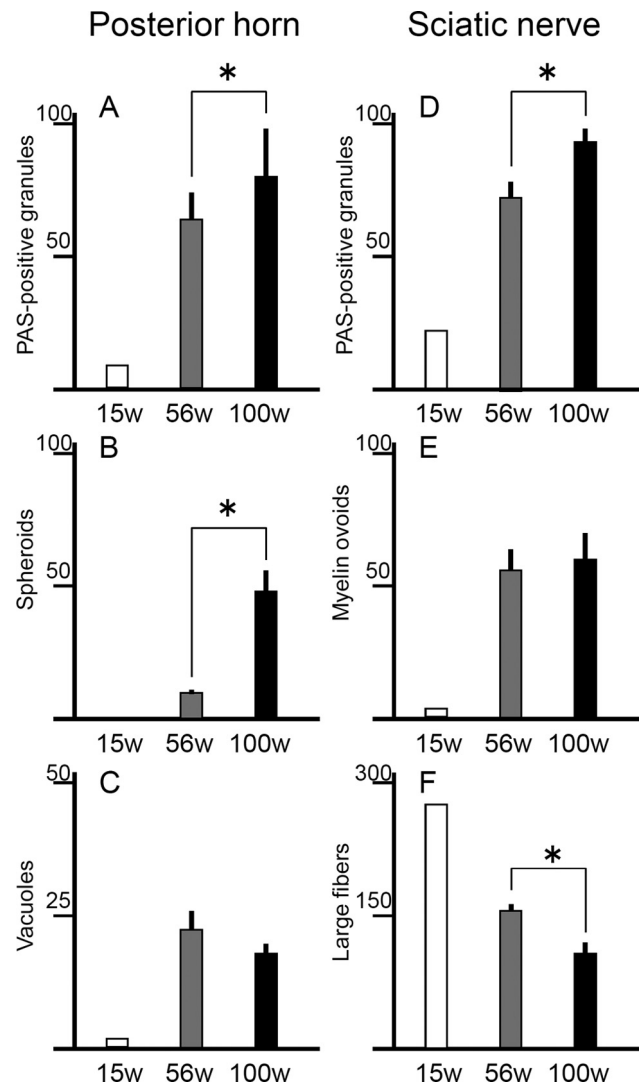 Posterior horn
Sciatic nerve
A
*
100
50
PAS-positive granules
15w 56w 100w
D
*
100
50
PAS-positive granules
15w 56w 100w
B
*
100
50
Spheroids
15w 56w 100w
E
100
50
Myelin ovoids
15w 56w 100w
C
50
25
Vacuoles
15w 56w 100w
F
*
300
150
Large fibers
15w 56w 100w